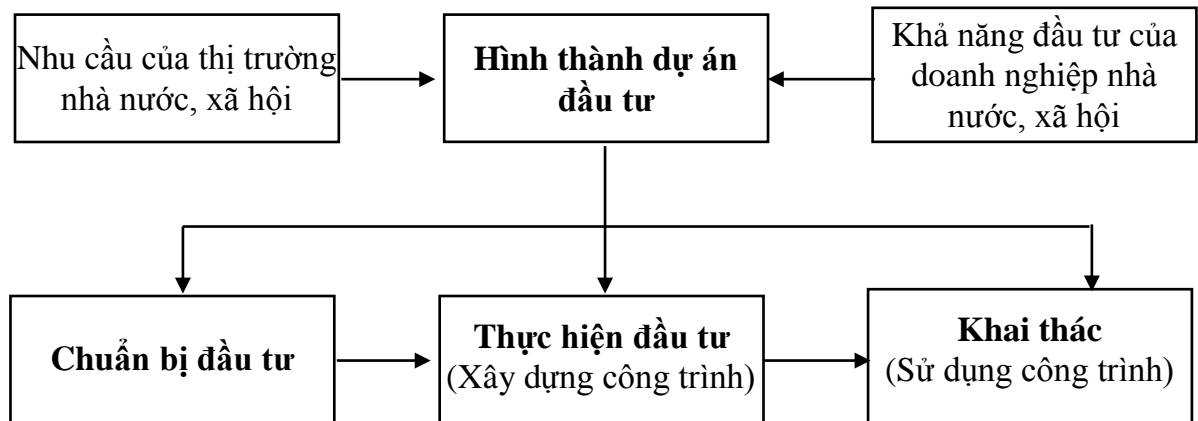 Nhu cầu của thị trường
nhà nước, xã hội
Hình thành dự án
đầu tư
Khả năng đầu tư của
doanh nghiệp nhà
nước, xã hội
Chuẩn bị đầu tư
Thực hiện đầu tư
(Xây dựng công trình)
Khai thác
(Sử dụng công trình)